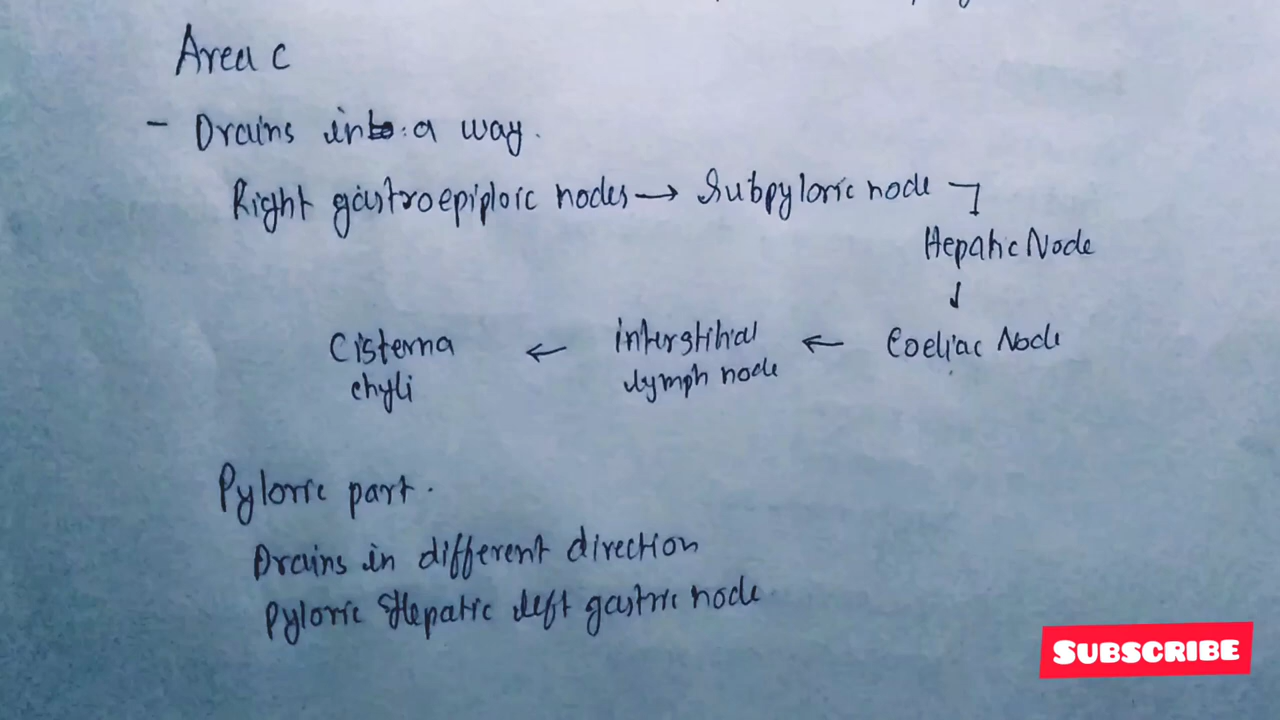 Area C
- Drains into a way.
Right gastroepiploic nodes → Subpyloric node
Hepatic Node
↓
Cisterna chyli ← interstitial lymph node ← Coeliac Node
Pyloric part.
Drains in different direction
Pyloric Hepatic left gastric node
SUBSCRIBE